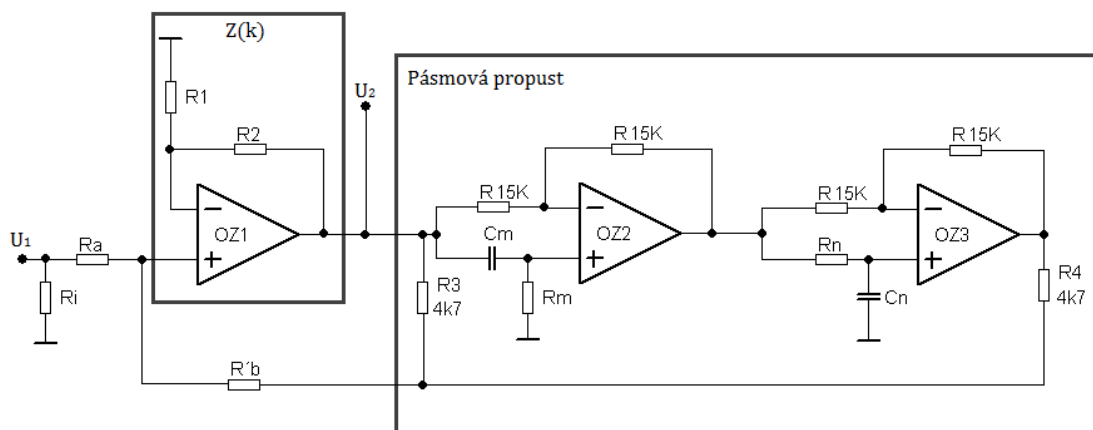 Z(k)
R1
R2
OZ1
U₁
Ra
Ri
R´b
U₂
Pásmová propust
R 15K
R 15K
Cm
Rm
OZ2
R3
4k7
R 15K
R 15K
Rn
Cn
OZ3
R4
4k7